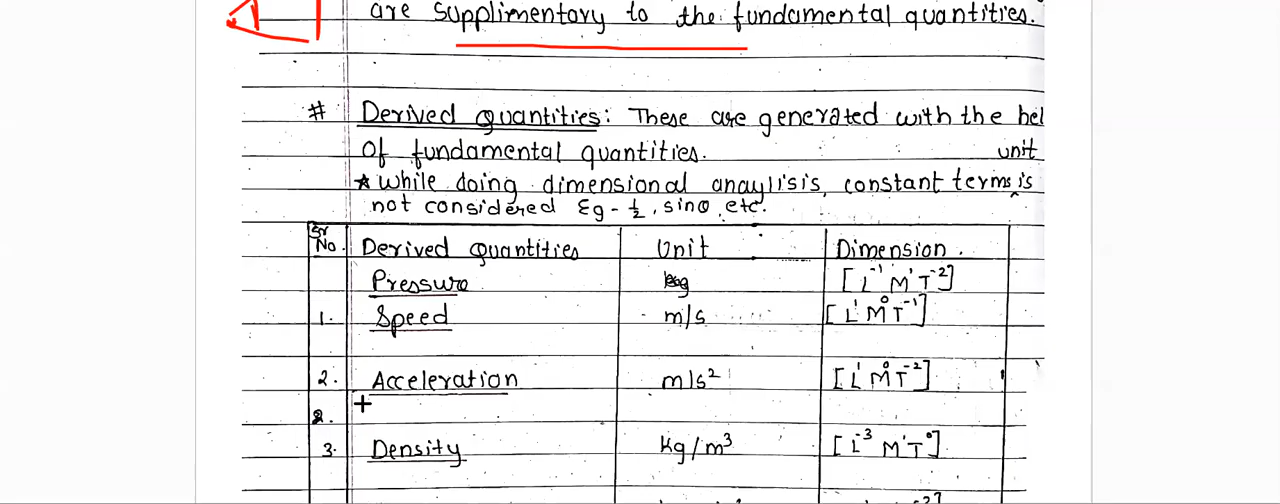 are supplimentory to the fundamental quantities.
# Derived quantities: These are generated with the hel
of fundamental quantities. unit
* While doing dimensional anaylisis, constant terms ^ is
not considered Eg - ½, sinθ, etc.
Sr No. Derived quantities Unit Dimension.
Pressure [L⁻¹ M¹ T⁻²]
1. Speed m/s [L¹ M⁰ T⁻¹]
2. Acceleration m/s² [L¹ M⁰ T⁻²]
2.
3. Density Kg/m³ [L⁻³ M¹ T⁰]